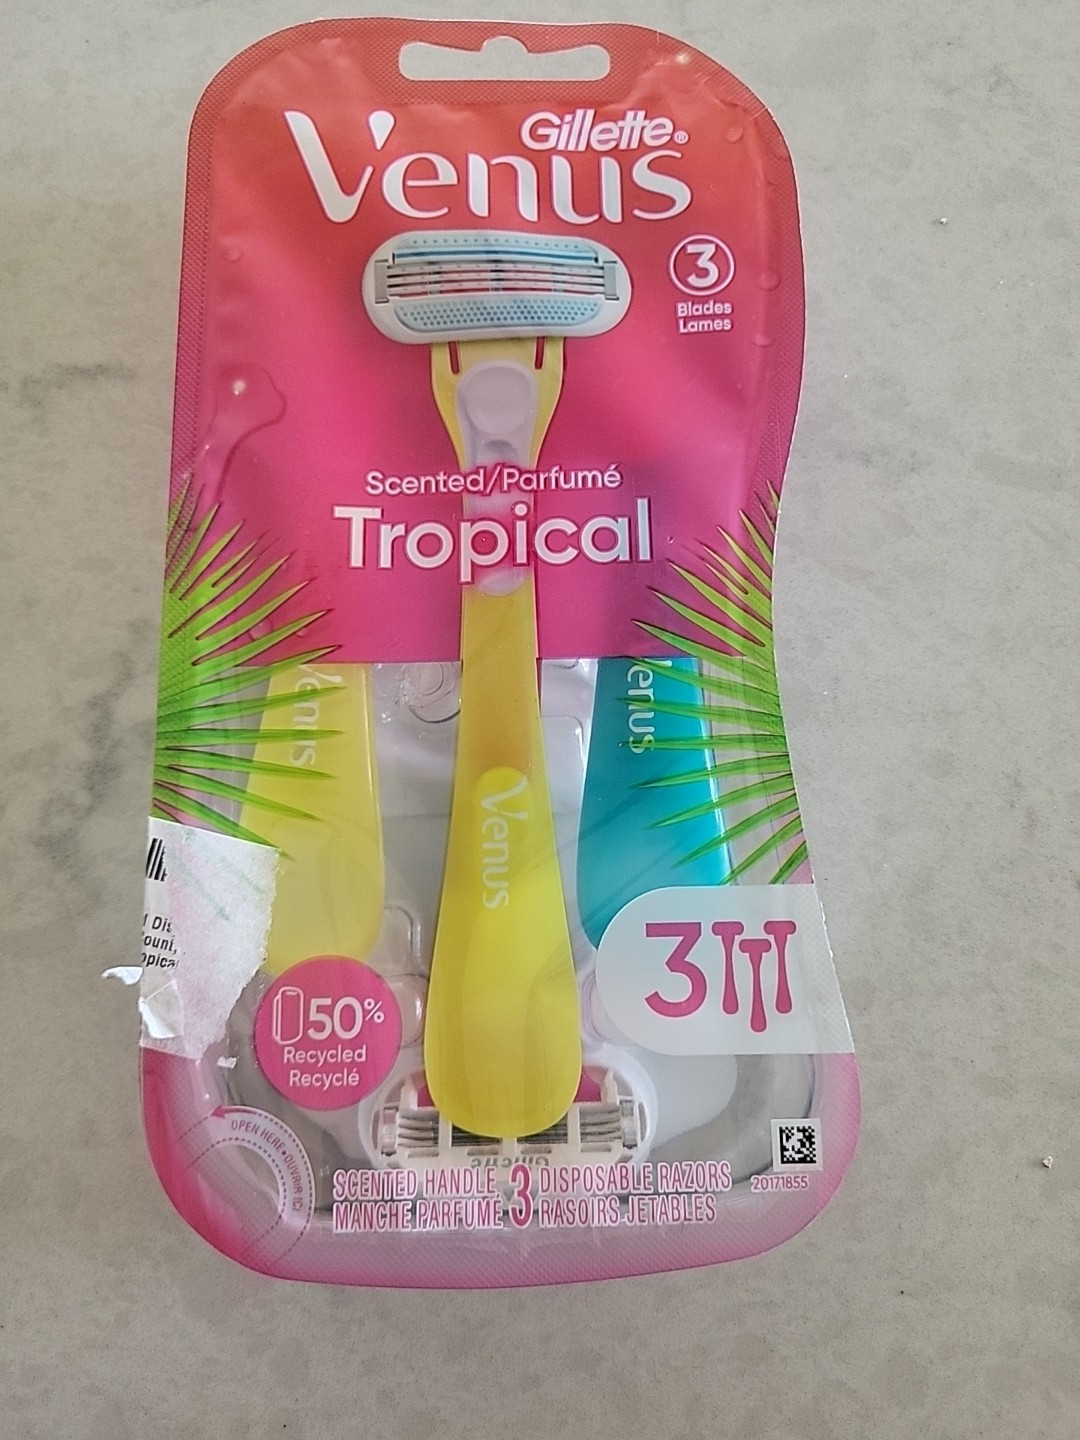 Gillette®
Venus
3
Blades
Lames
Scented/Parfumé
Tropical
Venus
Venus
Venus
3
50%
Recycled
Recyclé
OPEN HERE • OUVRIR ICI
SCENTED HANDLE 3 DISPOSABLE RAZORS
MANCHE PARFUMÉ RASOIRS JETABLES
20171855
Gillette